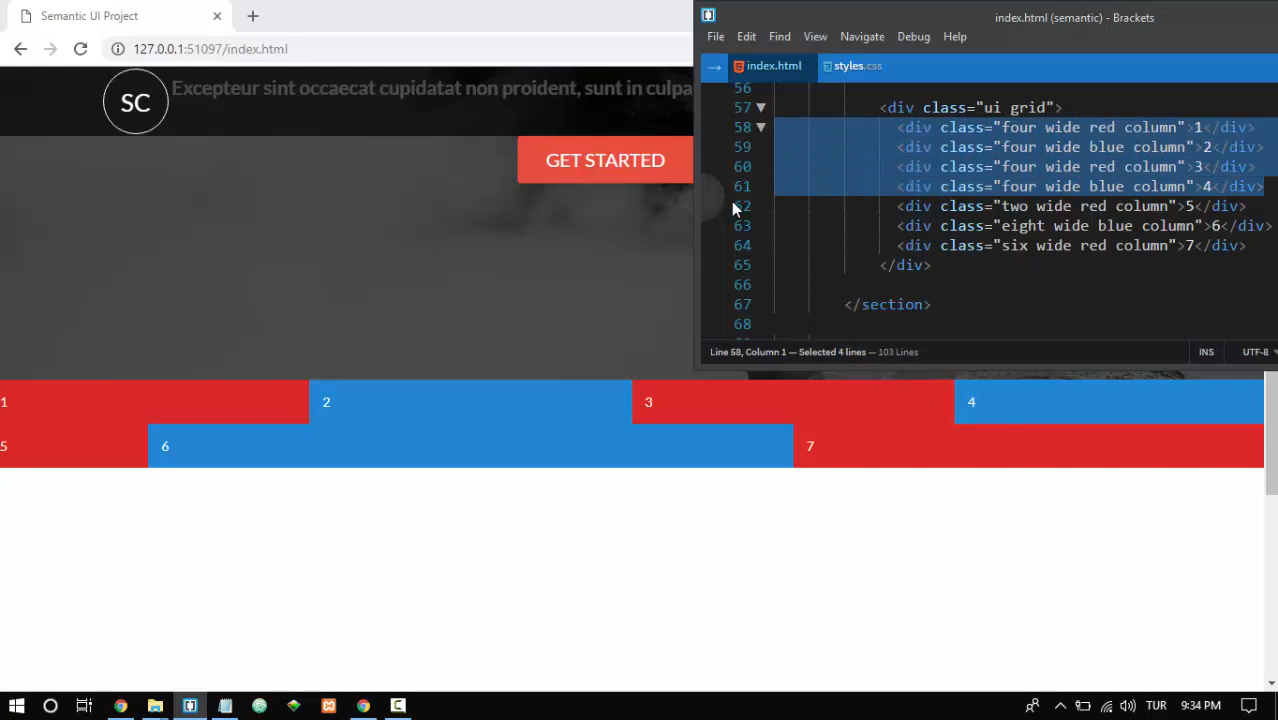 Semantic UI Project
127.0.0.1:51097/index.html
SC
Excepteur sint occaecat cupidatat non proident, sunt in culpa
GET STARTED
1
2
3
4
5
6
7
index.html (semantic) - Brackets
File Edit Find View Navigate Debug Help
index.html styles.css
56
57 <div class="ui grid">
58 <div class="four wide red column">1</div>
59 <div class="four wide blue column">2</div>
60 <div class="four wide red column">3</div>
61 <div class="four wide blue column">4</div>
62 <div class="two wide red column">5</div>
63 <div class="eight wide blue column">6</div>
64 <div class="six wide red column">7</div>
65 </div>
66
67 </section>
68
Line 58, Column 1 — Selected 4 lines — 103 Lines
INS UTF-8
TUR 9:34 PM